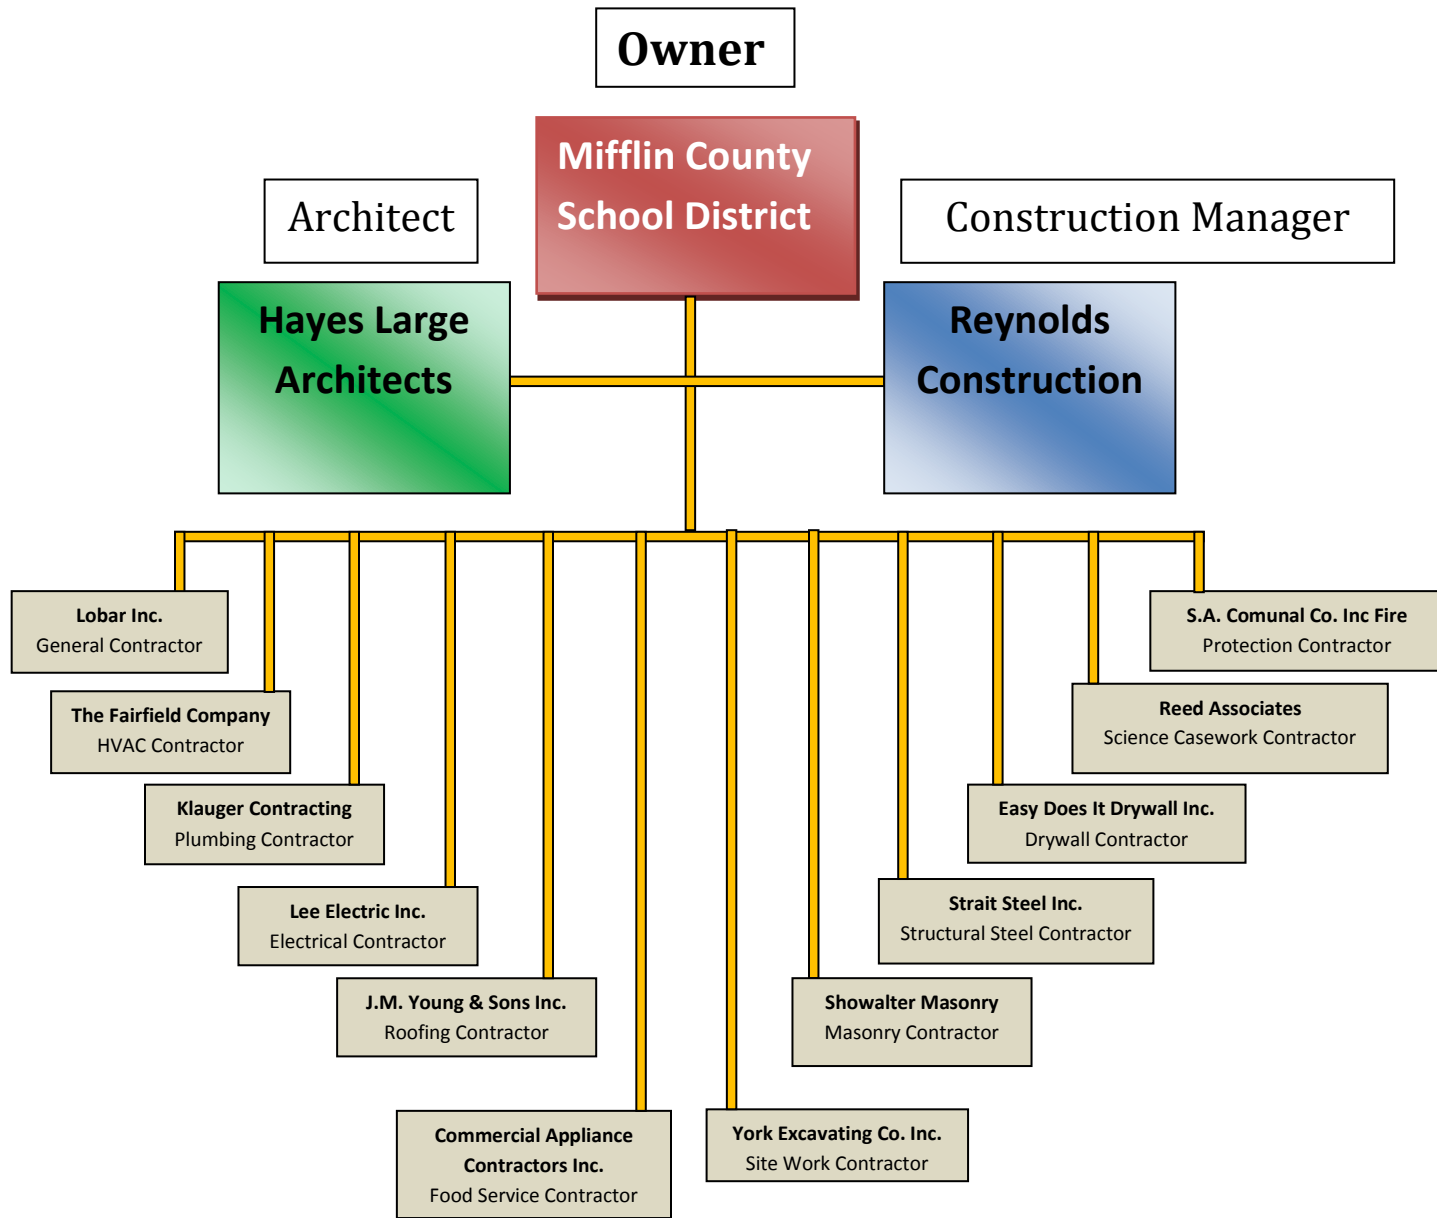 Owner
Mifflin County
School District
Architect
Construction Manager
Hayes Large
Architects
Reynolds
Construction
Lobar Inc.
General Contractor
S.A. Comunal Co. Inc Fire
Protection Contractor
The Fairfield Company
HVAC Contractor
Reed Associates
Science Casework Contractor
Klauger Contracting
Plumbing Contractor
Easy Does It Drywall Inc.
Drywall Contractor
Lee Electric Inc.
Electrical Contractor
Strait Steel Inc.
Structural Steel Contractor
J.M. Young & Sons Inc.
Roofing Contractor
Showalter Masonry
Masonry Contractor
Commercial Appliance
Contractors Inc.
Food Service Contractor
York Excavating Co. Inc.
Site Work Contractor